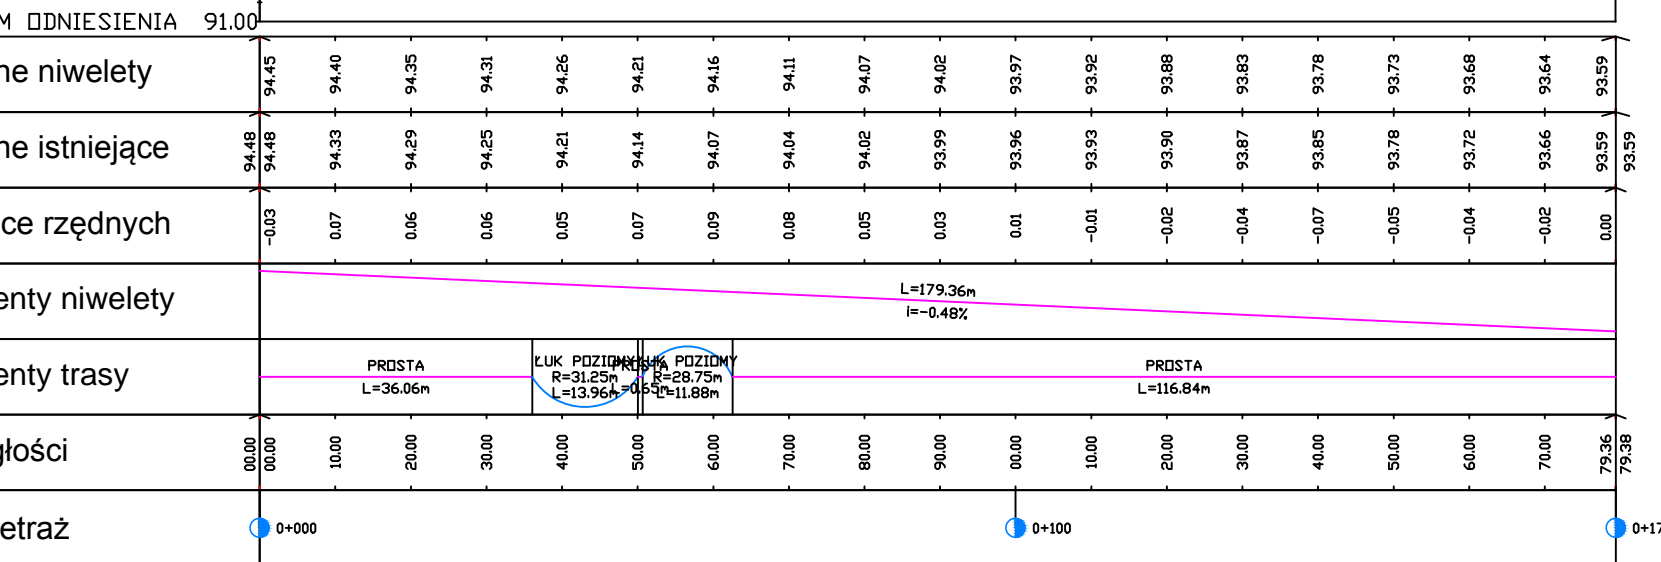 M ODNIESIENIA 91.00
ne niwelety 94.45 94.40 94.35 94.31 94.26 94.21 94.16 94.11 94.07 94.02 93.97 93.92 93.88 93.83 93.78 93.73 93.68 93.64 93.59
ne istniejące 94.48 94.48 94.33 94.29 94.25 94.21 94.14 94.07 94.04 94.02 93.99 93.96 93.93 93.90 93.87 93.85 93.78 93.72 93.66 93.59 93.59
ce rzędnych -0.03 0.07 0.06 0.06 0.05 0.07 0.09 0.08 0.05 0.03 0.01 -0.01 -0.02 -0.04 -0.07 -0.05 -0.04 -0.02 0.00
enty niwelety
L=179.36m
i=-0.48%
enty trasy
PROSTA
L=36.06m
ŁUK POZIOMY
R=31.25m
L=13.96m
PROSTA
L=0.65m
ŁUK POZIOMY
R=28.75m
L=11.88m
PROSTA
L=116.84m
głości 00.00 00.00 10.00 20.00 30.00 40.00 50.00 60.00 70.00 80.00 90.00 00.00 10.00 20.00 30.00 40.00 50.00 60.00 70.00 79.36 79.38
etraż 0+000 0+100 0+17